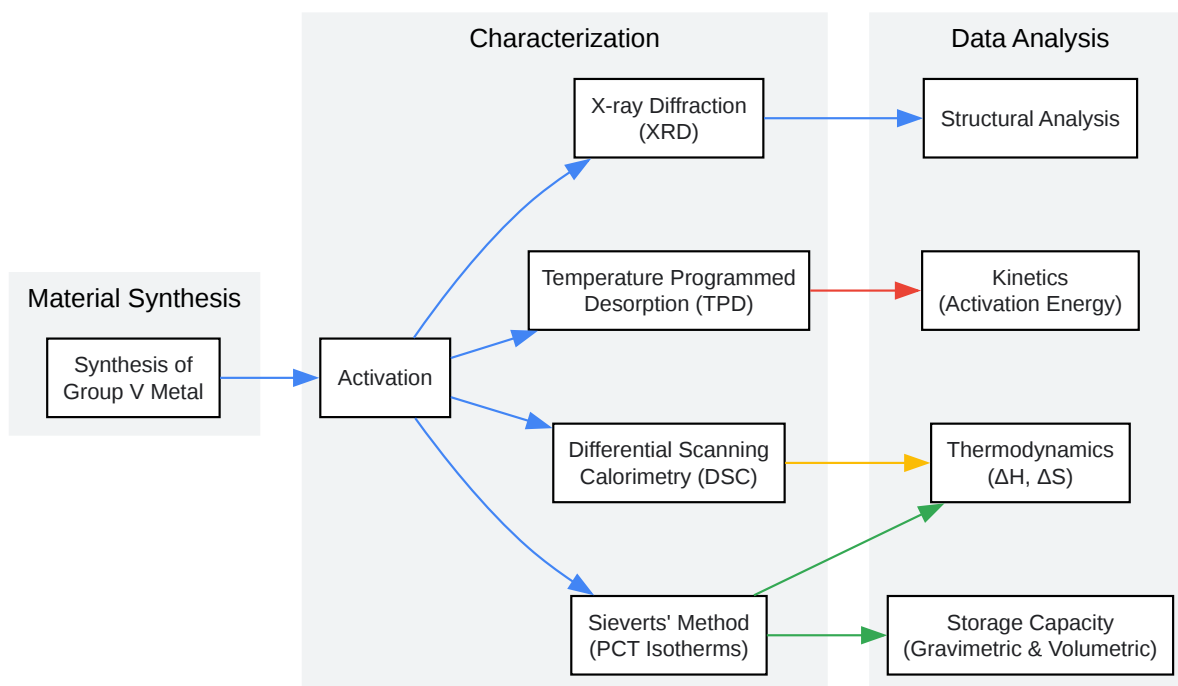 Material Synthesis
Synthesis of
Group V Metal
Characterization
Activation
X-ray Diffraction
(XRD)
Temperature Programmed
Desorption (TPD)
Differential Scanning
Calorimetry (DSC)
Sieverts' Method
(PCT Isotherms)
Data Analysis
Structural Analysis
Kinetics
(Activation Energy)
Thermodynamics
(ΔH, ΔS)
Storage Capacity
(Gravimetric & Volumetric)